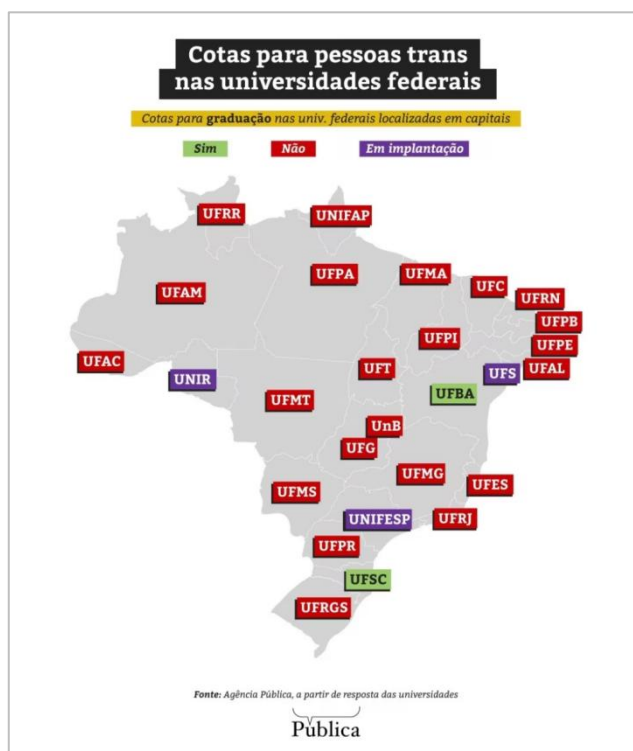 Cotas para pessoas trans
nas universidades federais
Cotas para graduação nas univ. federais localizadas em capitais
Sim Não Em implantação
UFRR UNIFAP
UFPA UFMA UFC
UFAM UFRN
UFPB
UFPI UFPE
UFAC UFT UFS UFAL
UNIR UFBA
UFMT
UnB
UFG
UFMG UFES
UFMS
UNIFESP UFRJ
UFPR
UFSC
UFRGS
Fonte: Agência Pública, a partir de resposta das universidades
Pública